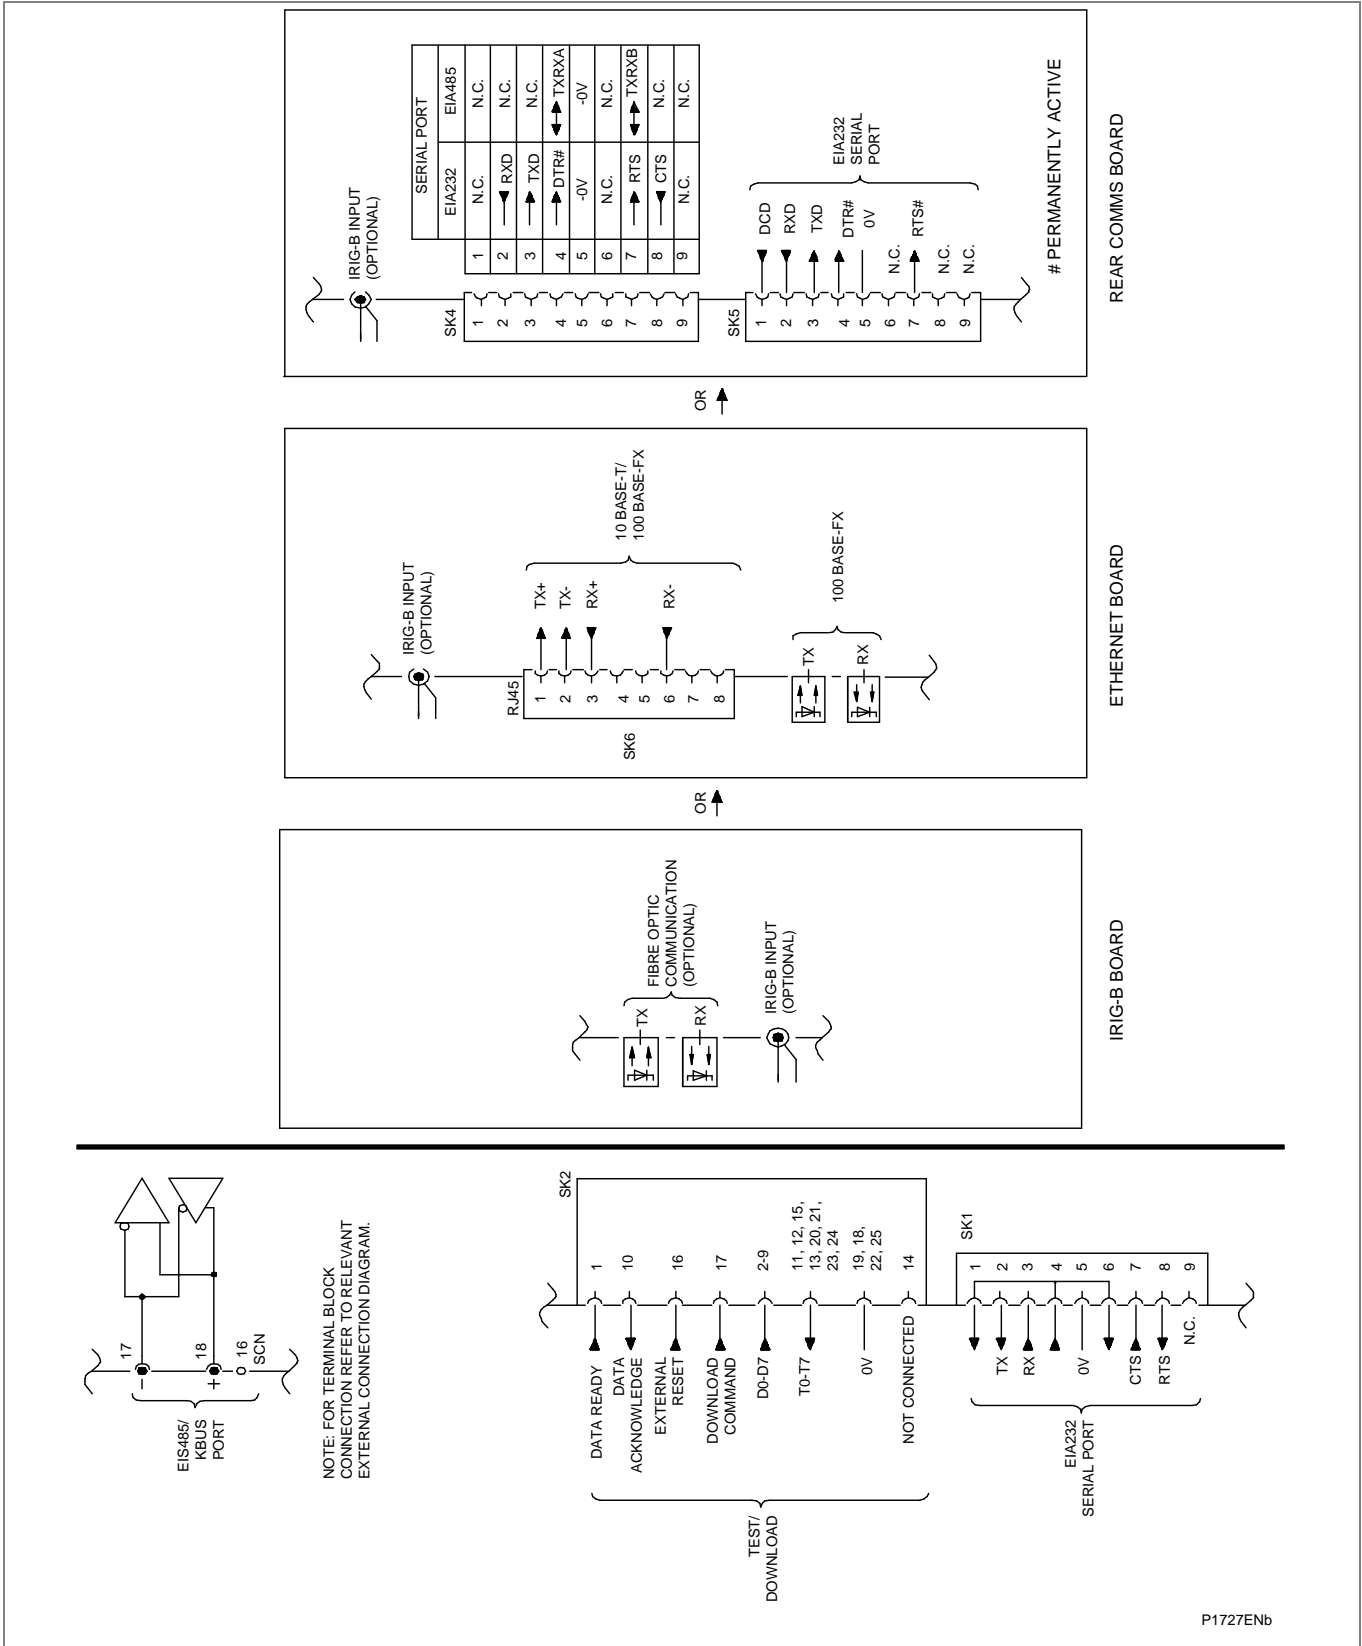 SERIAL PORT
EIA232 EIA485
1 N.C. N.C.
2 RXD N.C.
3 TXD N.C.
4 DTR# TXRXA
5 -0V -0V
6 N.C. N.C.
7 RTS TXRXB
8 CTS N.C.
9 N.C. N.C.
IRIG-B INPUT
(OPTIONAL)
SK4
1
2
3
4
5
6
7
8
9
SK5
1 DCD
2 RXD
3 TXD
4 DTR#
5 0V
6 N.C.
7 RTS#
8 N.C.
9 N.C.
EIA232
SERIAL
PORT
# PERMANENTLY ACTIVE
REAR COMMS BOARD
OR
IRIG-B INPUT
(OPTIONAL)
RJ45
1 TX+
2 TX-
3 RX+
4
5
6 RX-
7
8
SK6
10 BASE-T/
100 BASE-FX
TX
RX
100 BASE-FX
ETHERNET BOARD
OR
FIBRE OPTIC
COMMUNICATION
(OPTIONAL)
TX
RX
IRIG-B INPUT
(OPTIONAL)
IRIG-B BOARD
17
18
16
SCN
–
+
EIS485/
KBUS
PORT
NOTE: FOR TERMINAL BLOCK
CONNECTION REFER TO RELEVANT
EXTERNAL CONNECTION DIAGRAM.
SK2
DATA READY 1
DATA
ACKNOWLEDGE 10
EXTERNAL
RESET 16
DOWNLOAD
COMMAND 17
D0-D7 2-9
T0-T7
11, 12, 15,
13, 20, 21,
23, 24
0V
19, 18,
22, 25
NOT CONNECTED 14
TEST/
DOWNLOAD
SK1
1
TX 2
RX 3
4
0V 5
6
CTS 7
RTS 8
N.C. 9
EIA232
SERIAL PORT
P1727ENb